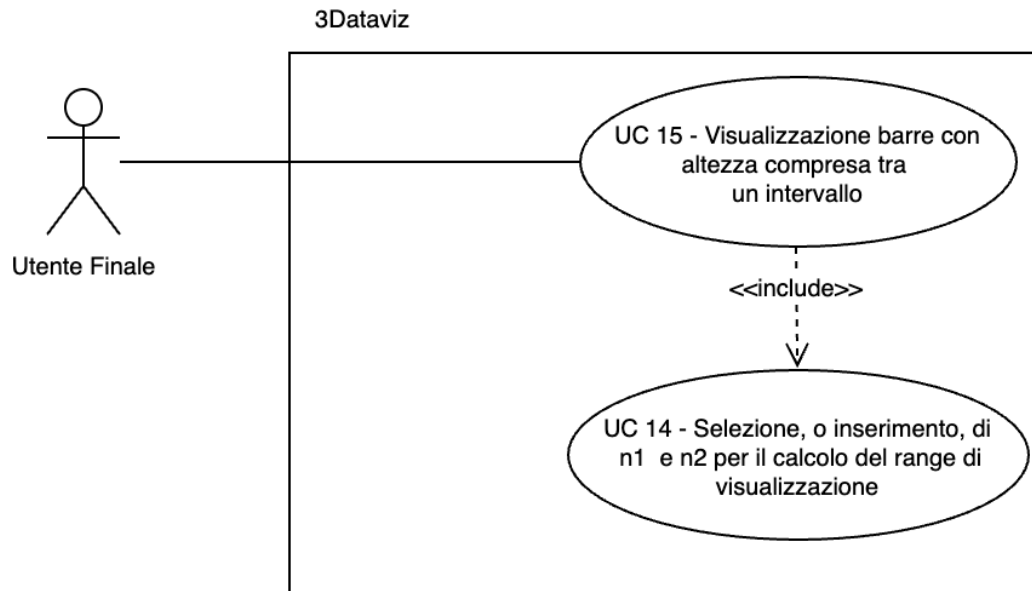 3Dataviz
UC 15 - Visualizzazione barre con
altezza compresa tra
un intervallo
Utente Finale
<<include>>
UC 14 - Selezione, o inserimento, di
n1 e n2 per il calcolo del range di
visualizzazione